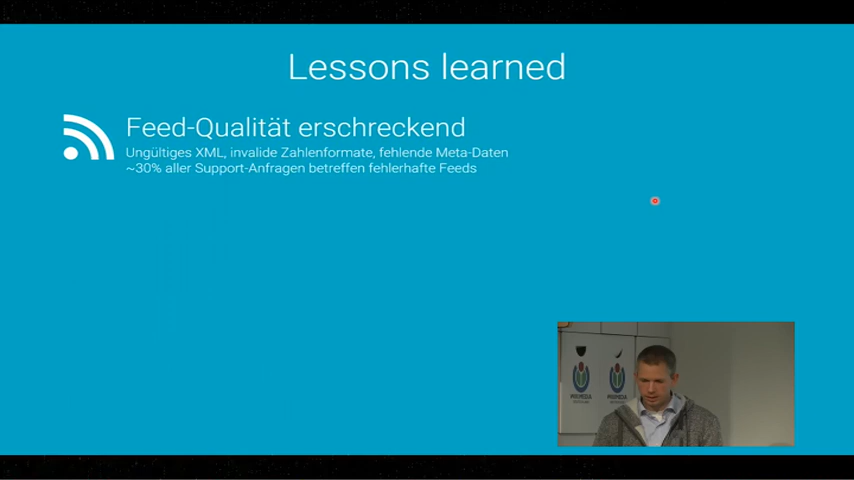 Lessons learned
Feed-Qualität erschreckend
Ungültiges XML, invalide Zahlenformate, fehlende Meta-Daten
~30% aller Support-Anfragen betreffen fehlerhafte Feeds